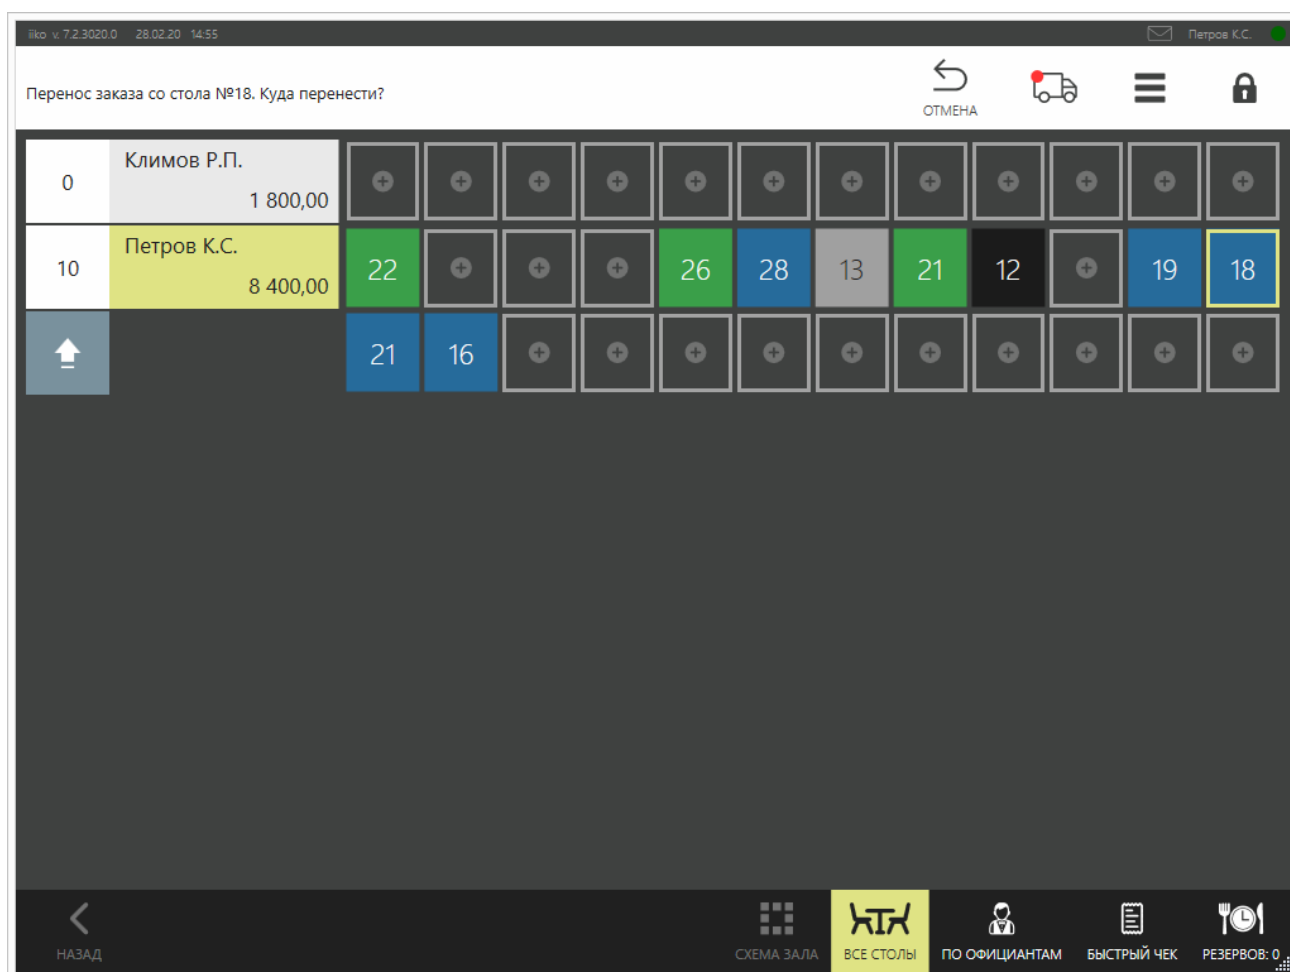 iiko v. 7.2.3020.0 28.02.20 14:55 Петров К.С.
Перенос заказа со стола №18. Куда перенести?
ОТМЕНА
0 Климов Р.П.
1 800,00
10 Петров К.С.
8 400,00
22 26 28 13 21 12 19 18
21 16
НАЗАД СХЕМА ЗАЛА ВСЕ СТОЛЫ ПО ОФИЦИАНТАМ БЫСТРЫЙ ЧЕК РЕЗЕРВОВ: 0